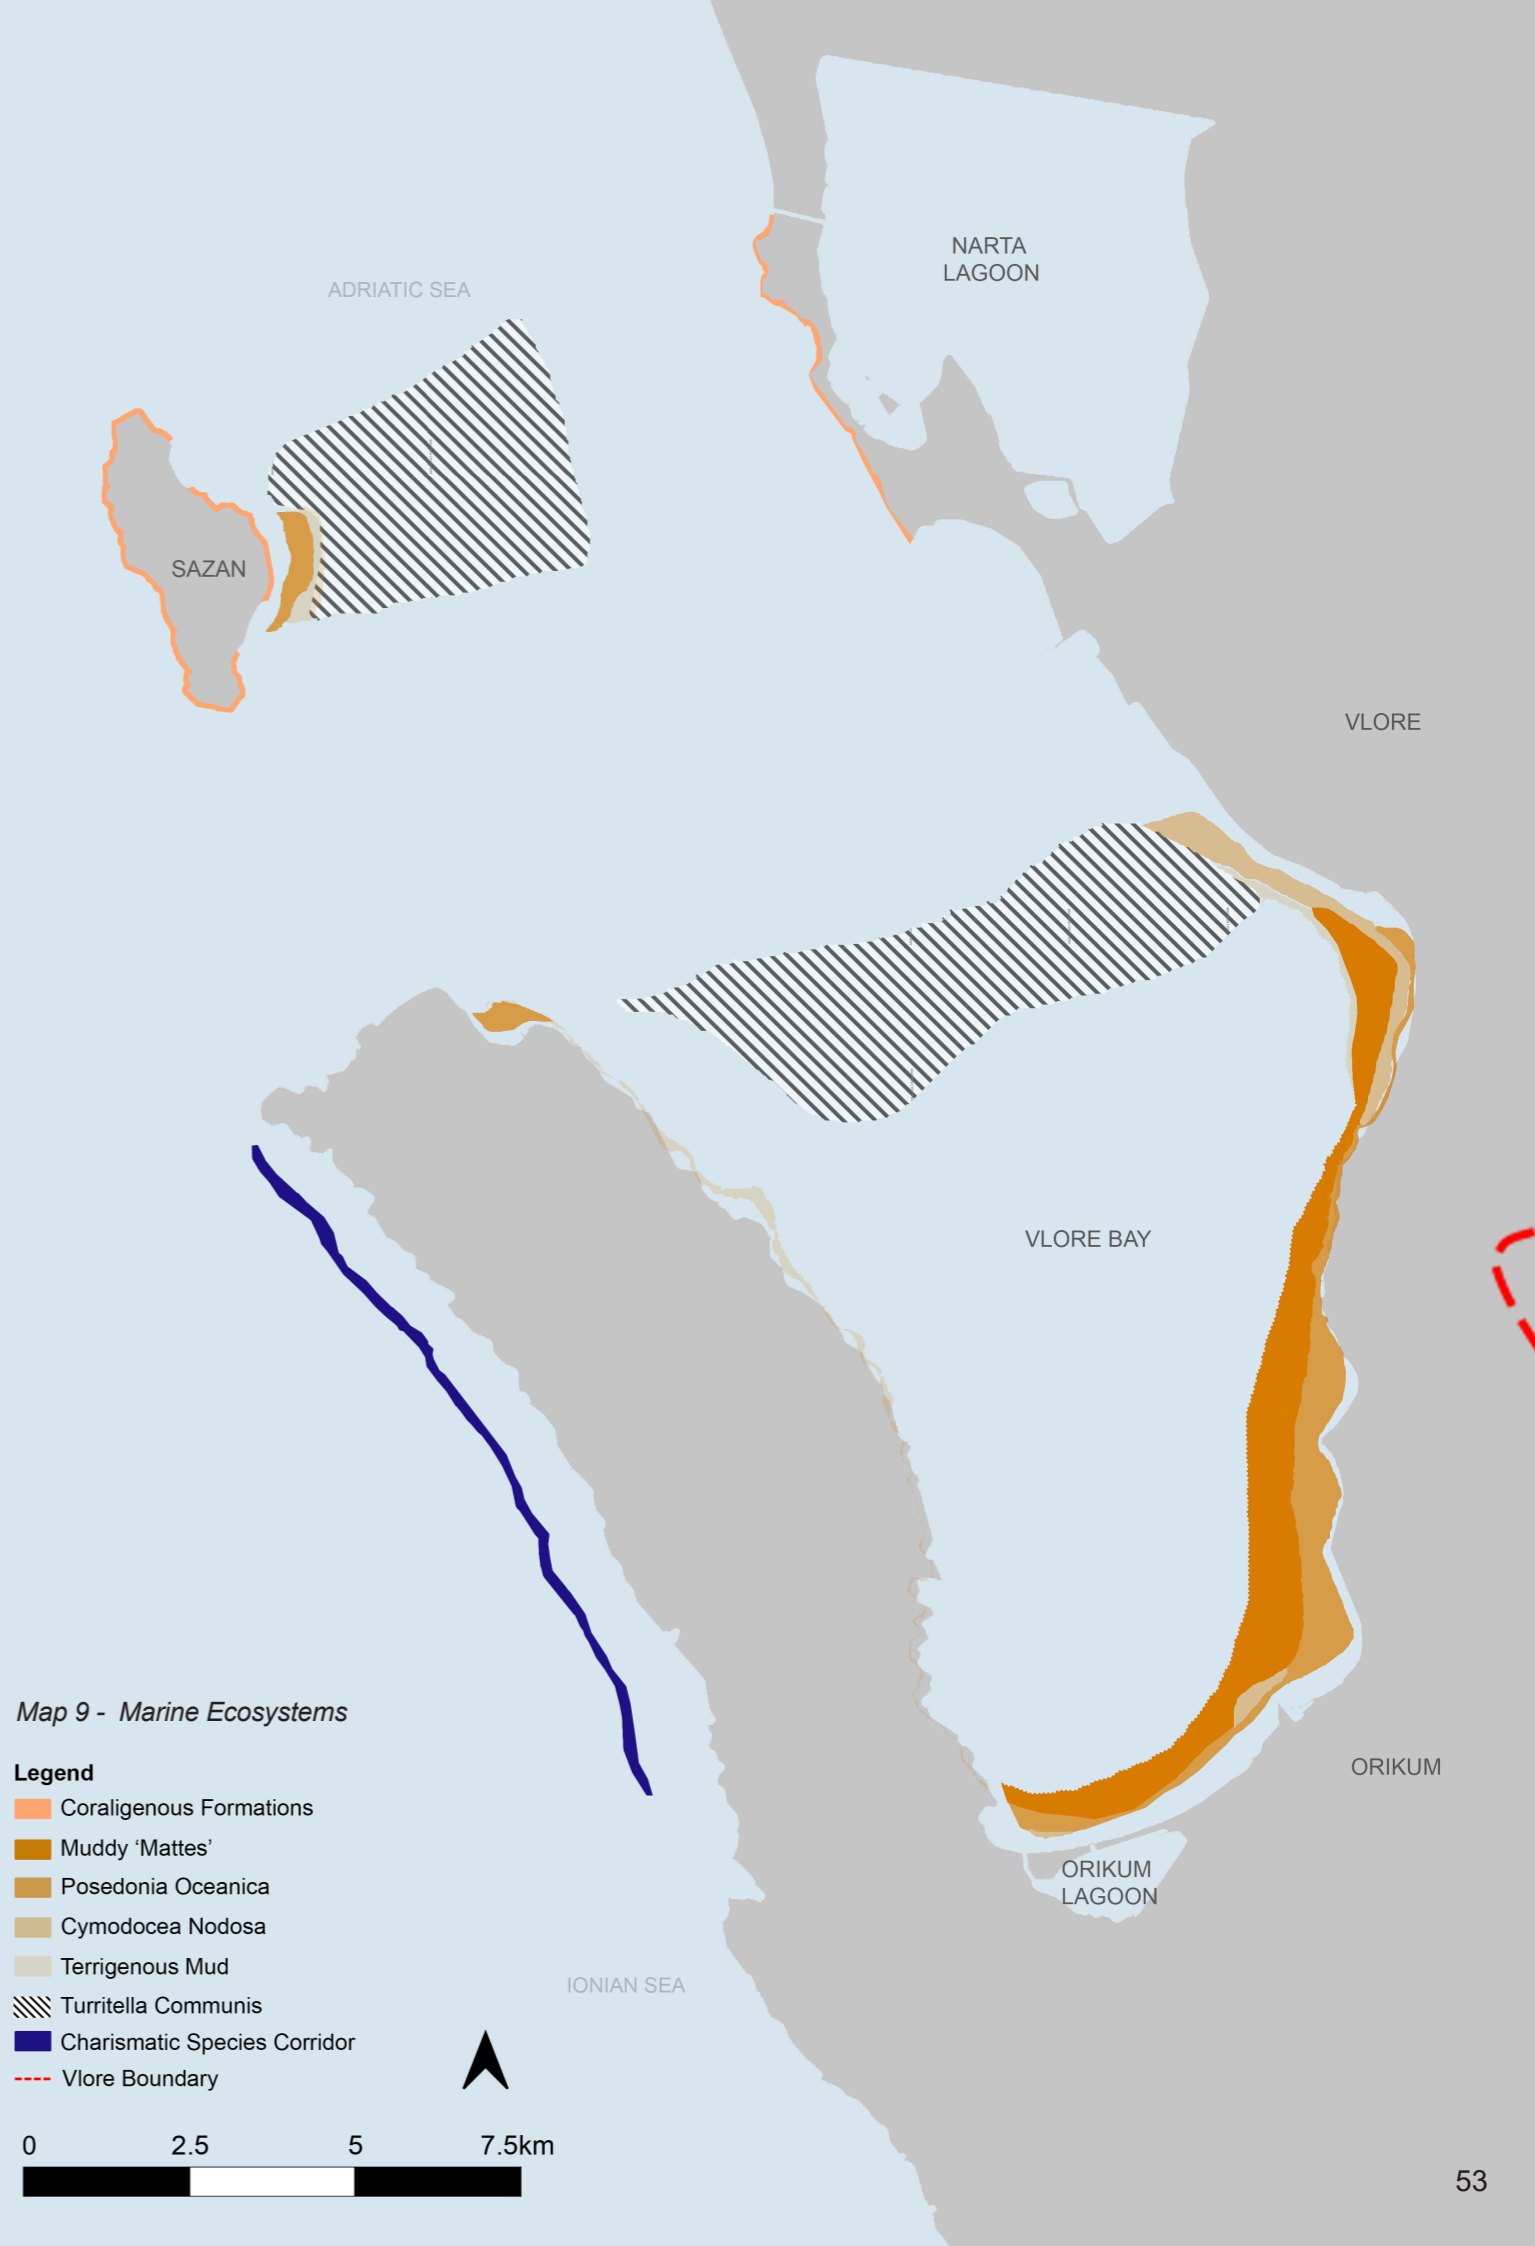 NARTA
LAGOON
ADRIATIC SEA
SAZAN
VLORE
VLORE BAY
Map 9 - Marine Ecosystems
Legend
Coraligenous Formations
Muddy ‘Mattes’
Posedonia Oceanica
Cymodocea Nodosa
Terrigenous Mud
Turritella Communis
Charismatic Species Corridor
Vlore Boundary
ORIKUM
ORIKUM
LAGOON
IONIAN SEA
0 2.5 5 7.5km
53